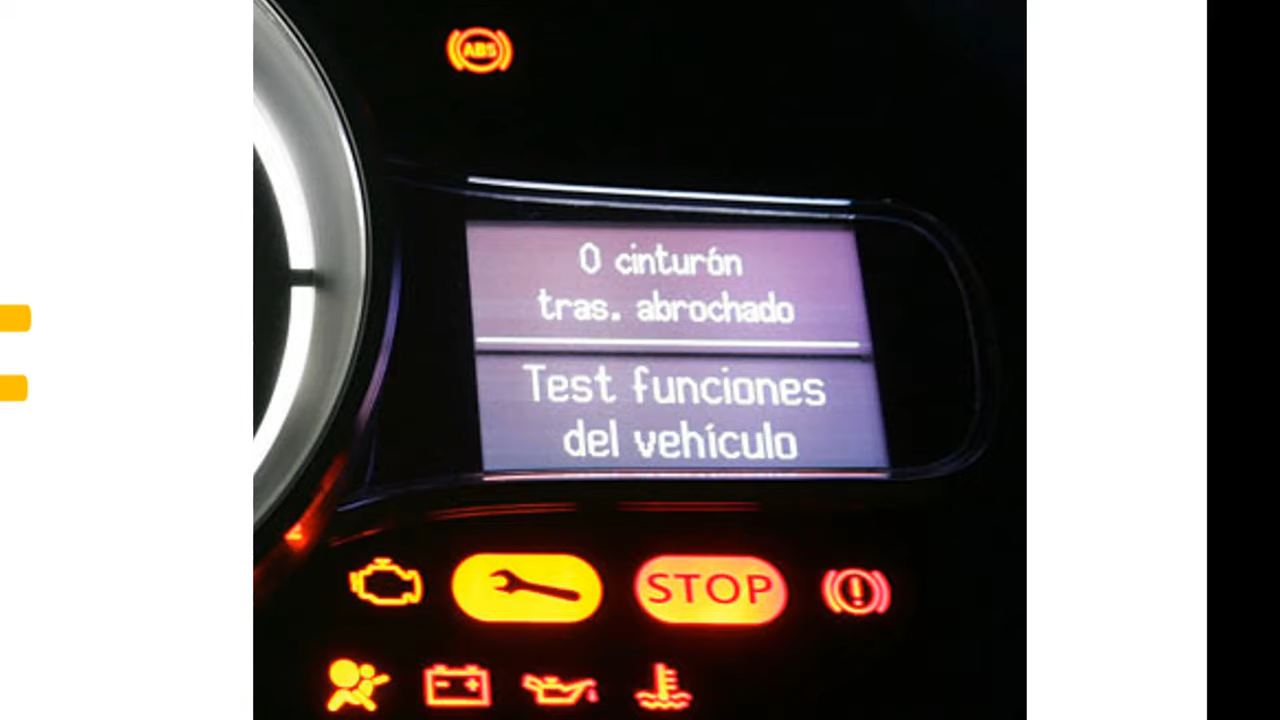 ABS
0 cinturón
tras. abrochado
Test funciones
del vehículo
STOP